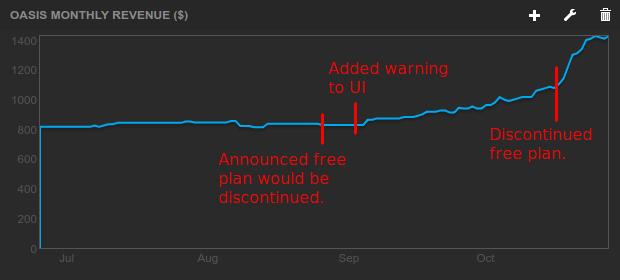 OASIS MONTHLY REVENUE ($)
1400
1200
1000
800
600
400
200
0
Jul
Aug
Sep
Oct
Added warning
to UI
Announced free
plan would be
discontinued.
Discontinued
free plan.